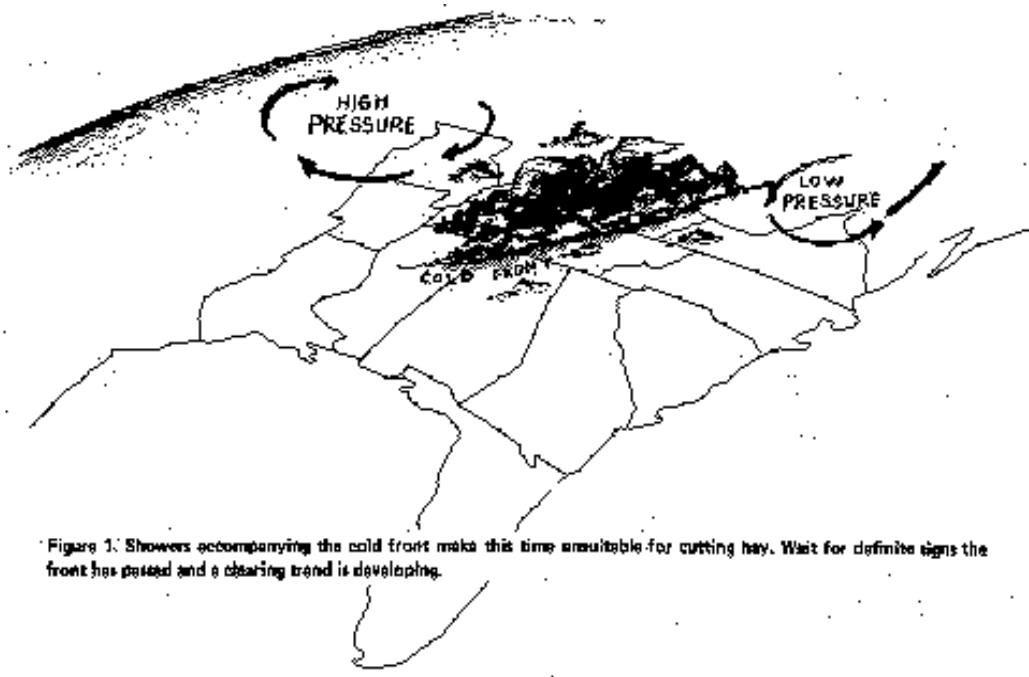 HIGH
PRESSURE
LOW
PRESSURE
COLD FRONT
Figure 1. Showers accompanying the cold front make this time unsuitable for cutting hay. Wait for definite signs the
front has passed and a clearing trend is developing.